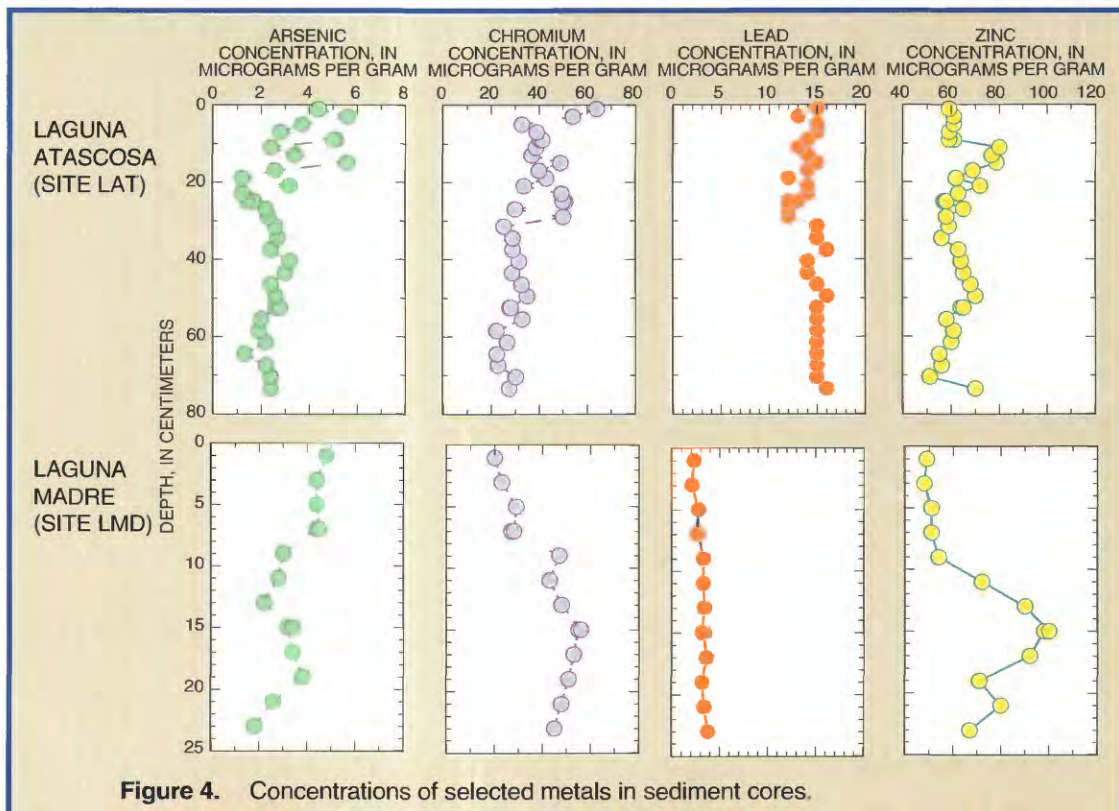 ARSENIC
CONCENTRATION, IN
MICROGRAMS PER GRAM
CHROMIUM
CONCENTRATION, IN
MICROGRAMS PER GRAM
LEAD
CONCENTRATION, IN
MICROGRAMS PER GRAM
ZINC
CONCENTRATION, IN
MICROGRAMS PER GRAM
0 2 4 6 8
0 20 40 60 80
0 5 10 15 20
40 60 80 100 120
LAGUNA
ATASCOSA
(SITE LAT)
0
20
40
60
80
DEPTH, IN CENTIMETERS
LAGUNA
MADRE
(SITE LMD)
0
5
10
15
20
25
Figure 4. Concentrations of selected metals in sediment cores.